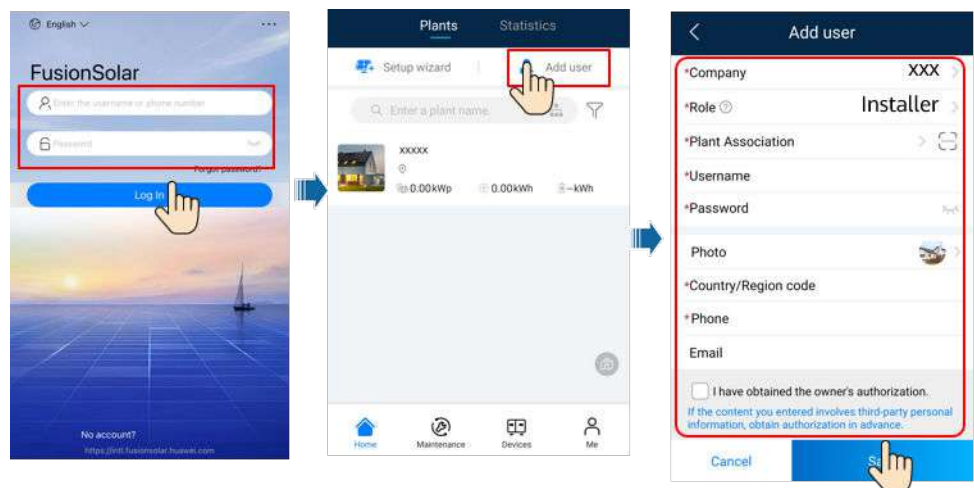 English
FusionSolar
Enter the username or phone number
Password
Forgot password?
Log In
No account?
https://intl.fusionsolar.huawei.com
Plants Statistics
Setup wizard Add user
Enter a plant name
xxxxx
0.00kWp 0.00kWh –kWh
Home Maintenance Devices Me
Add user
*Company XXX
*Role Installer
*Plant Association
*Username
*Password
Photo
*Country/Region code
*Phone
Email
I have obtained the owner's authorization.
If the content you entered involves third-party personal
information, obtain authorization in advance.
Cancel